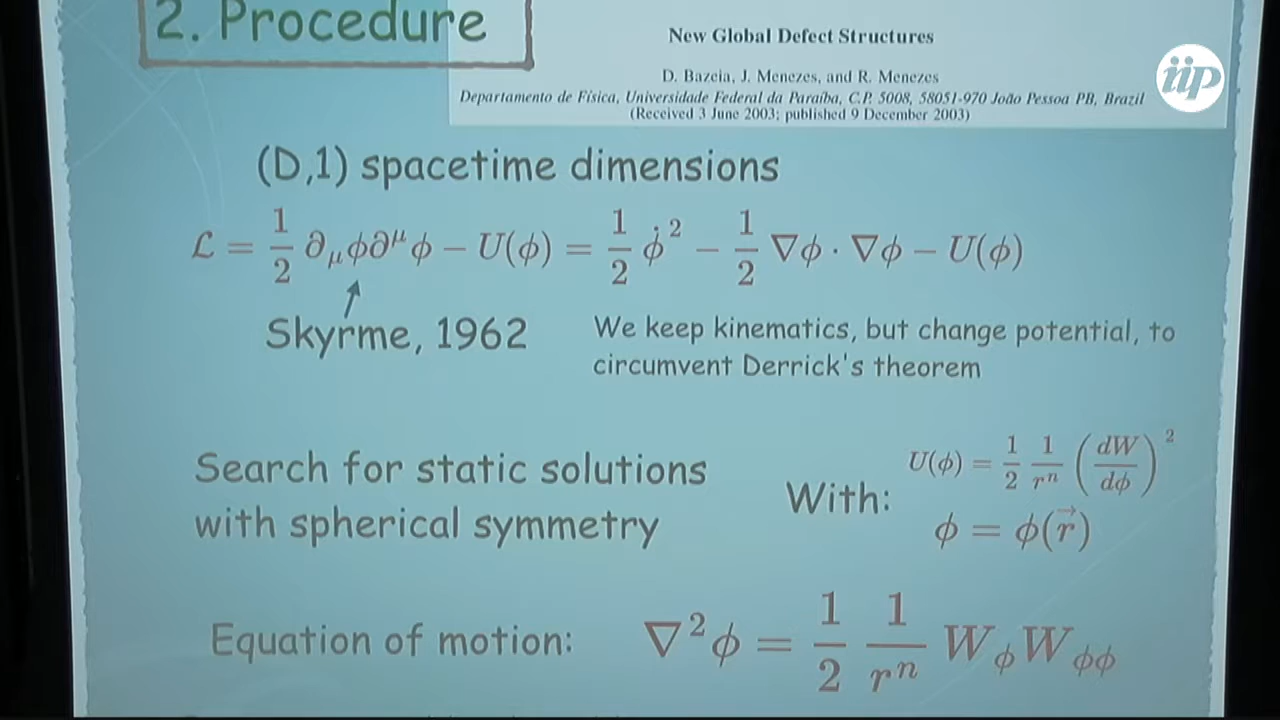 2. Procedure
New Global Defect Structures
D. Bazeia, J. Menezes, and R. Menezes
Departamento de Física, Universidade Federal da Paraíba, C.P. 5008, 58051-970 João Pessoa PB, Brazil
(Received 3 June 2003; published 9 December 2003)
iip
(D,1) spacetime dimensions
ℒ = 1/2 ∂_μϕ∂^μϕ − U(ϕ) = 1/2 ϕ̇^2 − 1/2 ∇ϕ · ∇ϕ − U(ϕ)
Skyrme, 1962
We keep kinematics, but change potential, to
circumvent Derrick's theorem
Search for static solutions
with spherical symmetry
With:
U(ϕ) = 1/2 1/r^n (dW/dϕ)^2
ϕ = ϕ(r⃗)
Equation of motion:
∇^2ϕ = 1/2 1/r^n W_ϕ W_ϕϕ